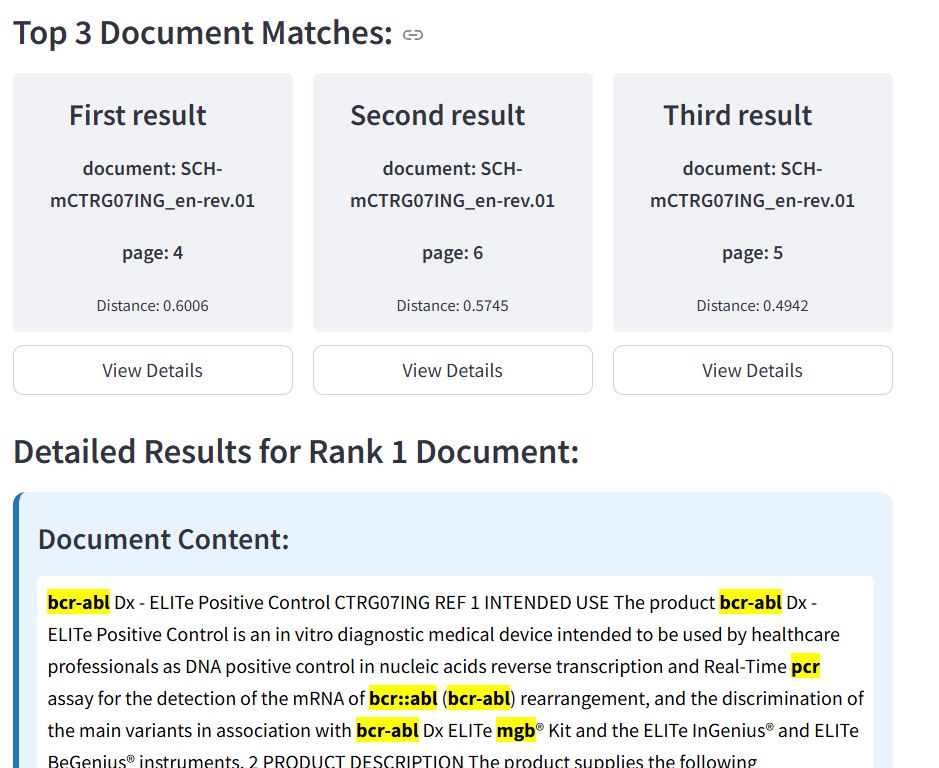 Top 3 Document Matches:
First result
document: SCH-
mCTRG07ING_en-rev.01
page: 4
Distance: 0.6006
View Details
Second result
document: SCH-
mCTRG07ING_en-rev.01
page: 6
Distance: 0.5745
View Details
Third result
document: SCH-
mCTRG07ING_en-rev.01
page: 5
Distance: 0.4942
View Details
Detailed Results for Rank 1 Document:
Document Content:
bcr-abl Dx - ELITe Positive Control CTRG07ING REF 1 INTENDED USE The product bcr-abl Dx -
ELITe Positive Control is an in vitro diagnostic medical device intended to be used by healthcare
professionals as DNA positive control in nucleic acids reverse transcription and Real-Time pcr
assay for the detection of the mRNA of bcr::abl (bcr-abl) rearrangement, and the discrimination of
the main variants in association with bcr-abl Dx ELITe mgb® Kit and the ELITe InGenius® and ELITe
BeGenius® instruments. 2 PRODUCT DESCRIPTION The product supplies the following